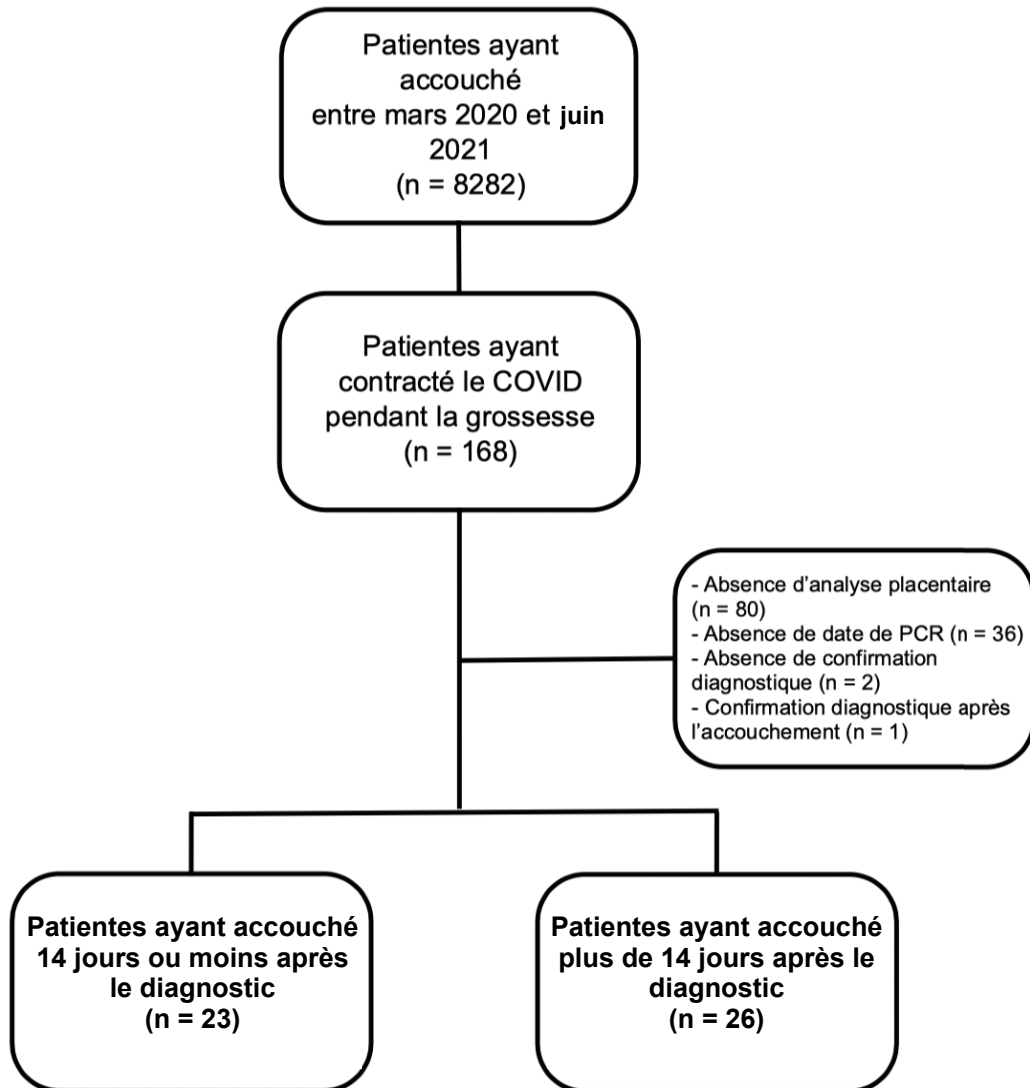 Patientes ayant
accouché
entre mars 2020 et juin
2021
(n = 8282)
Patientes ayant
contracté le COVID
pendant la grossesse
(n = 168)
- Absence d'analyse placentaire
(n = 80)
- Absence de date de PCR (n = 36)
- Absence de confirmation
diagnostique (n = 2)
- Confirmation diagnostique après
l'accouchement (n = 1)
Patientes ayant accouché
14 jours ou moins après
le diagnostic
(n = 23)
Patientes ayant accouché
plus de 14 jours après le
diagnostic
(n = 26)